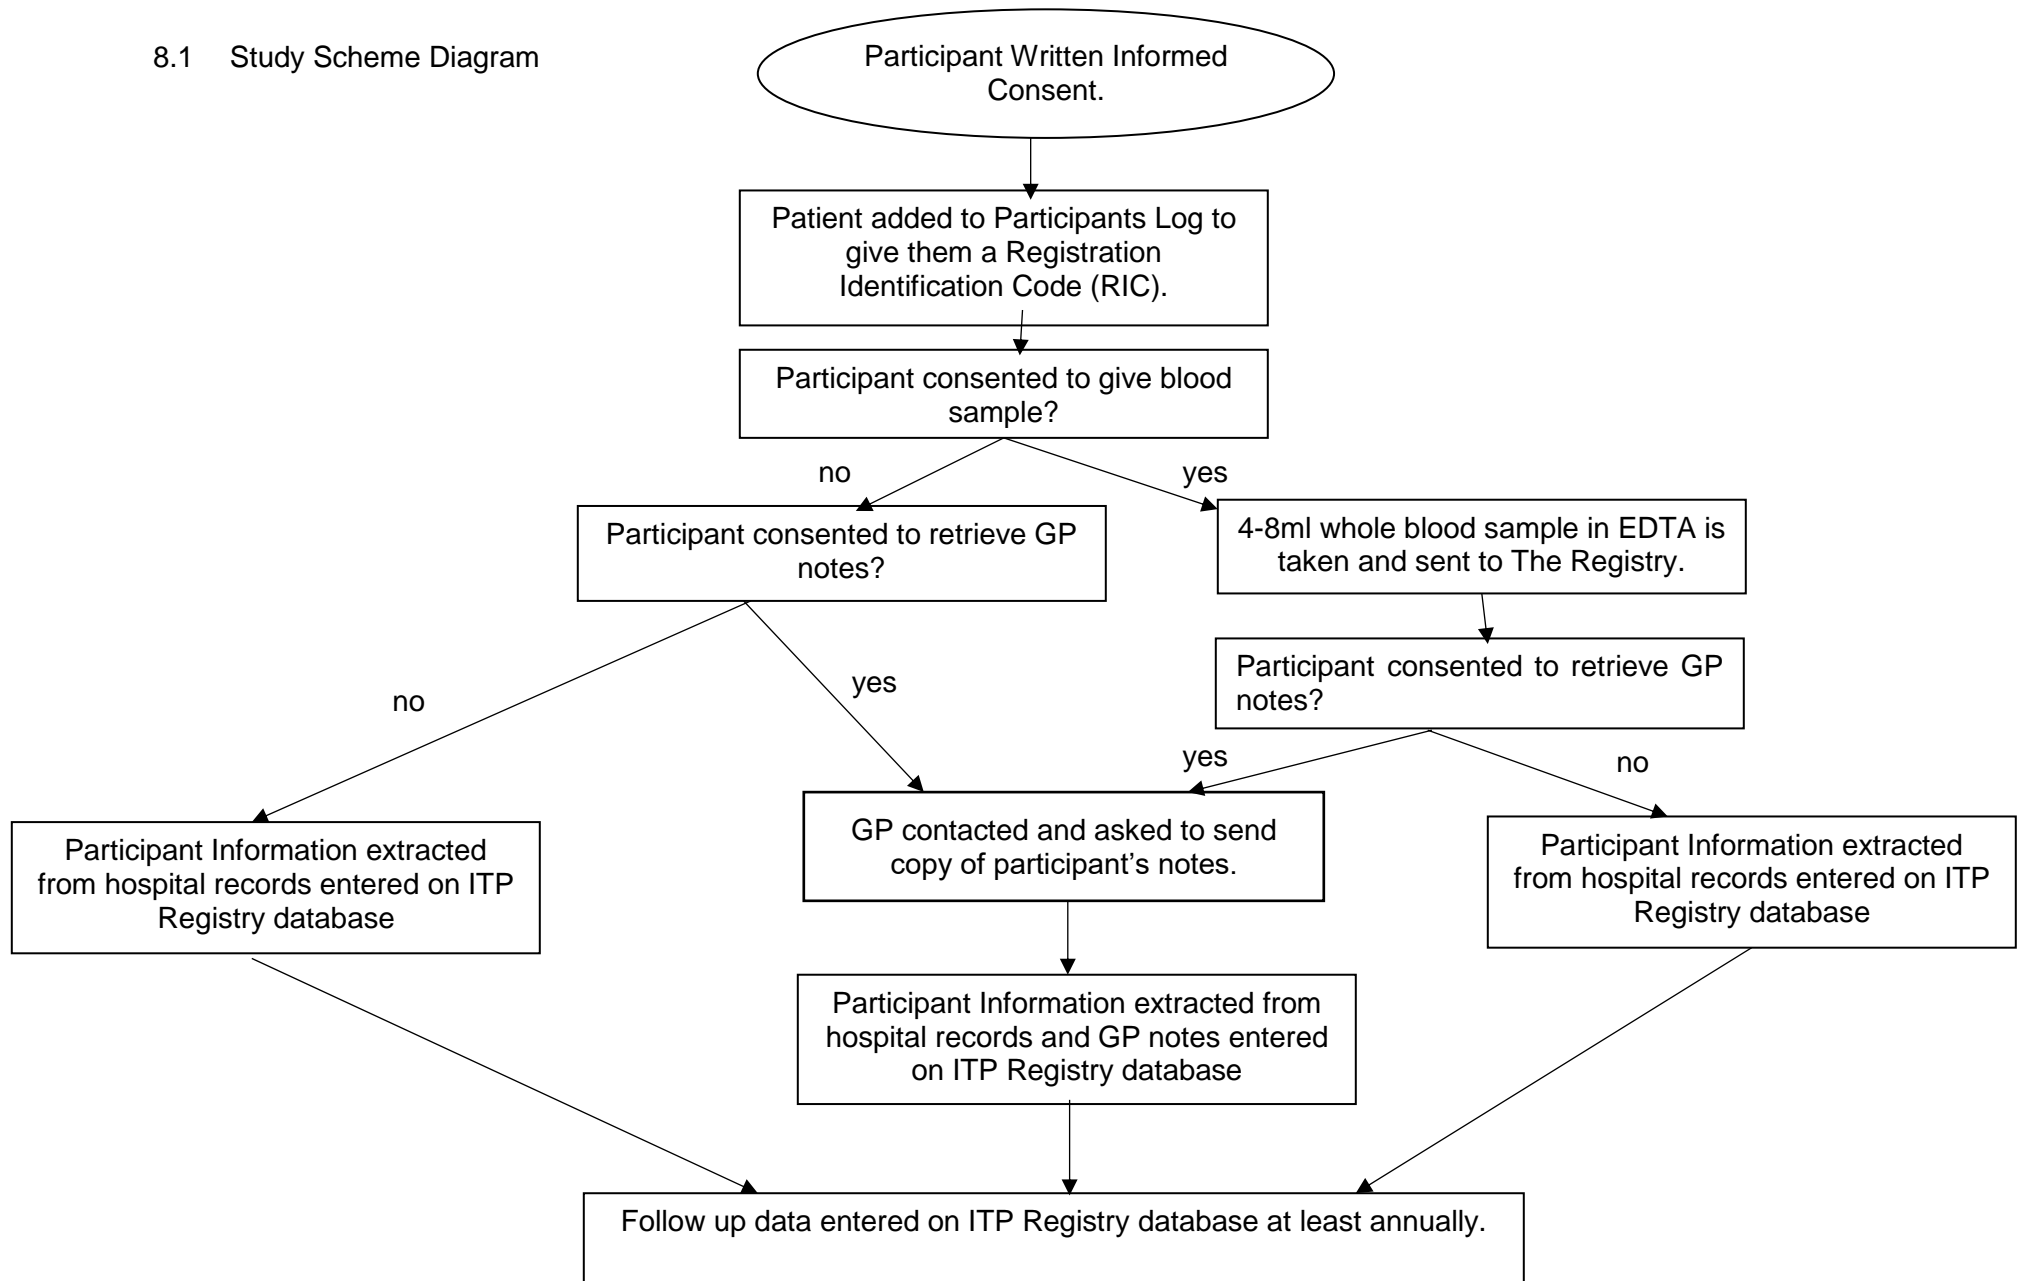 8.1 Study Scheme Diagram
Participant Written Informed
Consent.
Patient added to Participants Log to
give them a Registration
Identification Code (RIC).
Participant consented to give blood
sample?
no
yes
Participant consented to retrieve GP
notes?
4-8ml whole blood sample in EDTA is
taken and sent to The Registry.
Participant consented to retrieve GP
notes?
no
yes
yes
no
Participant Information extracted
from hospital records entered on ITP
Registry database
GP contacted and asked to send
copy of participant’s notes.
Participant Information extracted
from hospital records entered on ITP
Registry database
Participant Information extracted from
hospital records and GP notes entered
on ITP Registry database
Follow up data entered on ITP Registry database at least annually.